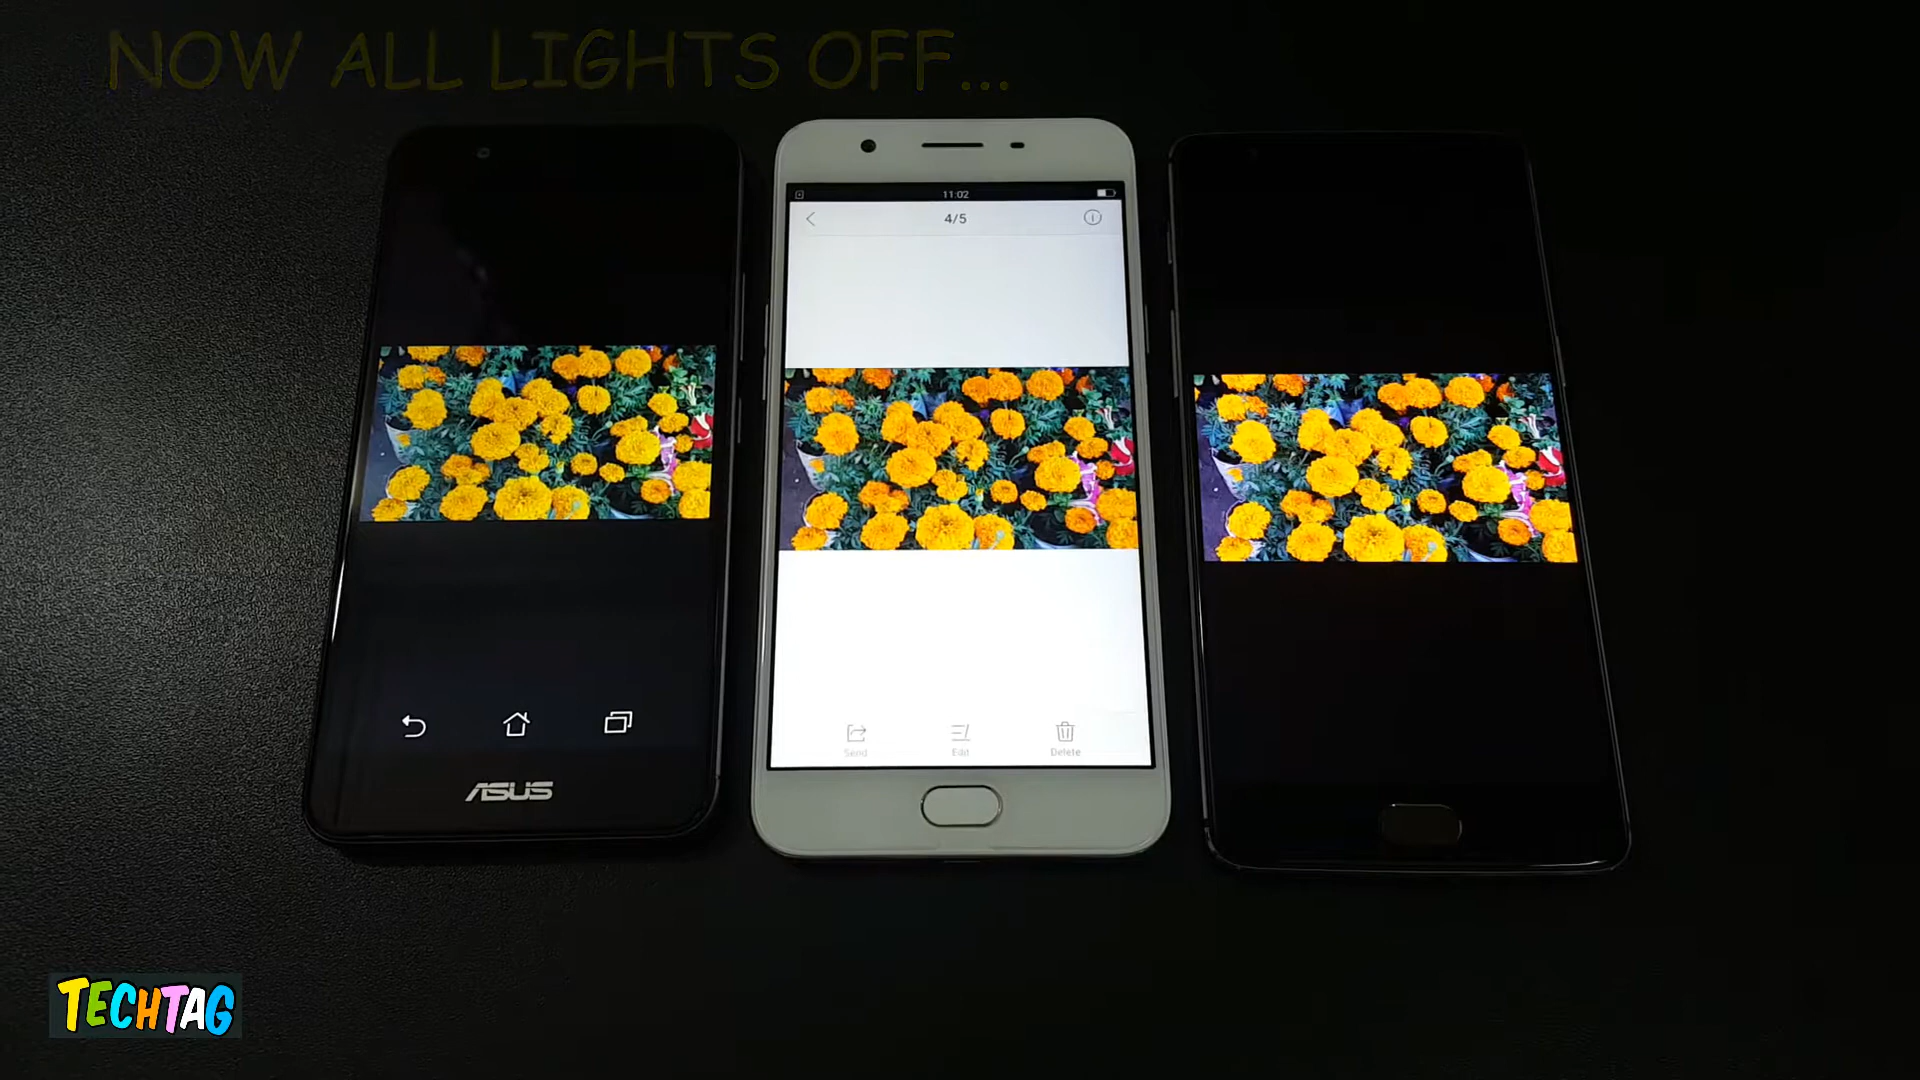 NOW ALL LIGHTS OFF...
11:02
4/5
Send
Edit
Delete
ASUS
TECHTAG